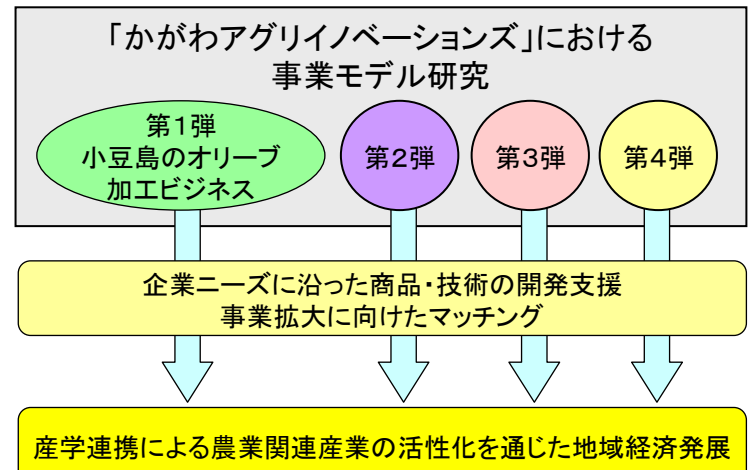 「かがわアグリイノベーションズ」における
事業モデル研究
第1弾
小豆島のオリーブ
加工ビジネス
第2弾
第3弾
第4弾
企業ニーズに沿った商品・技術の開発支援
事業拡大に向けたマッチング
産学連携による農業関連産業の活性化を通じた地域経済発展